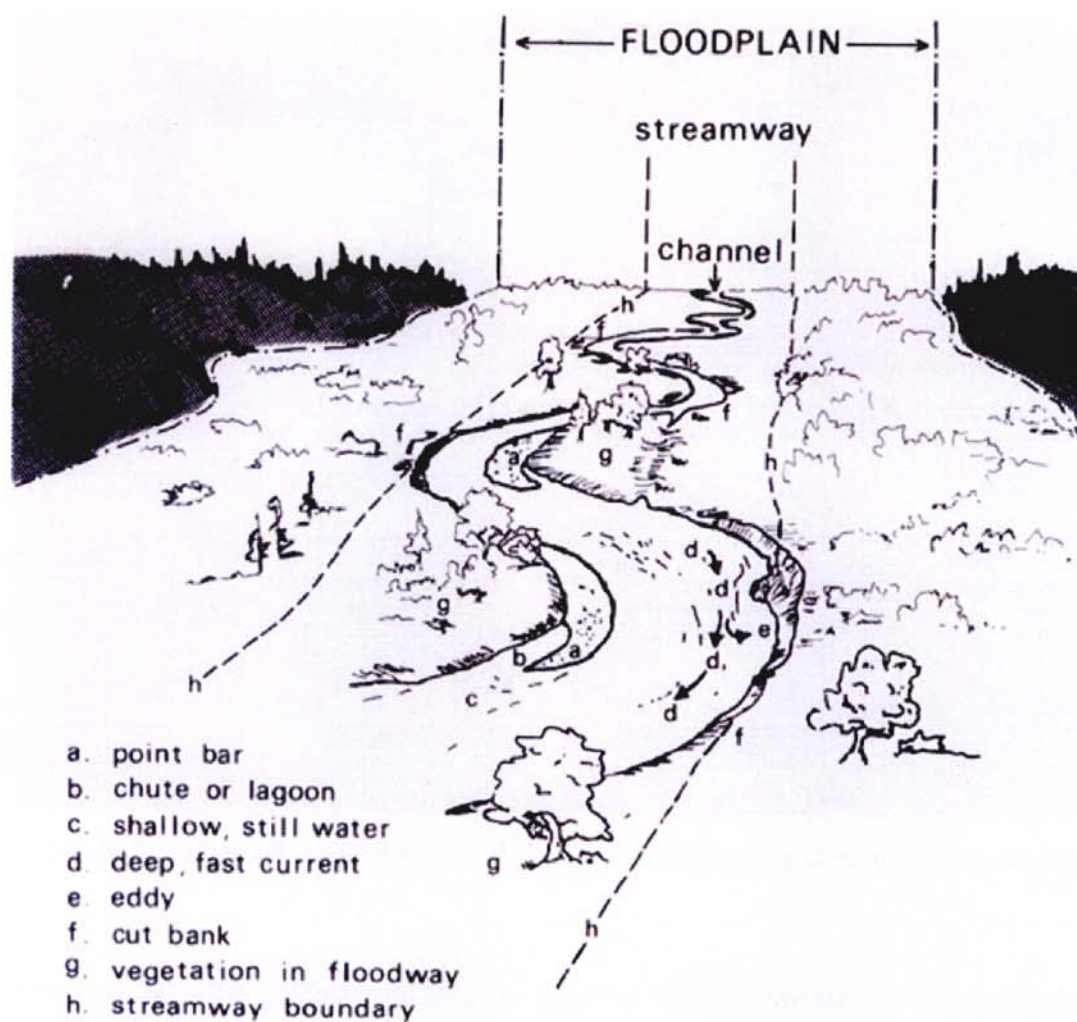 FLOODPLAIN
streamway
channel
h
f
f
f
a
g
h
d
d
g
e
a
b
d
c
h
d
f
a. point bar
b. chute or lagoon
c. shallow, still water
d. deep, fast current
e. eddy
f. cut bank
g. vegetation in floodway
h. streamway boundary
g
h